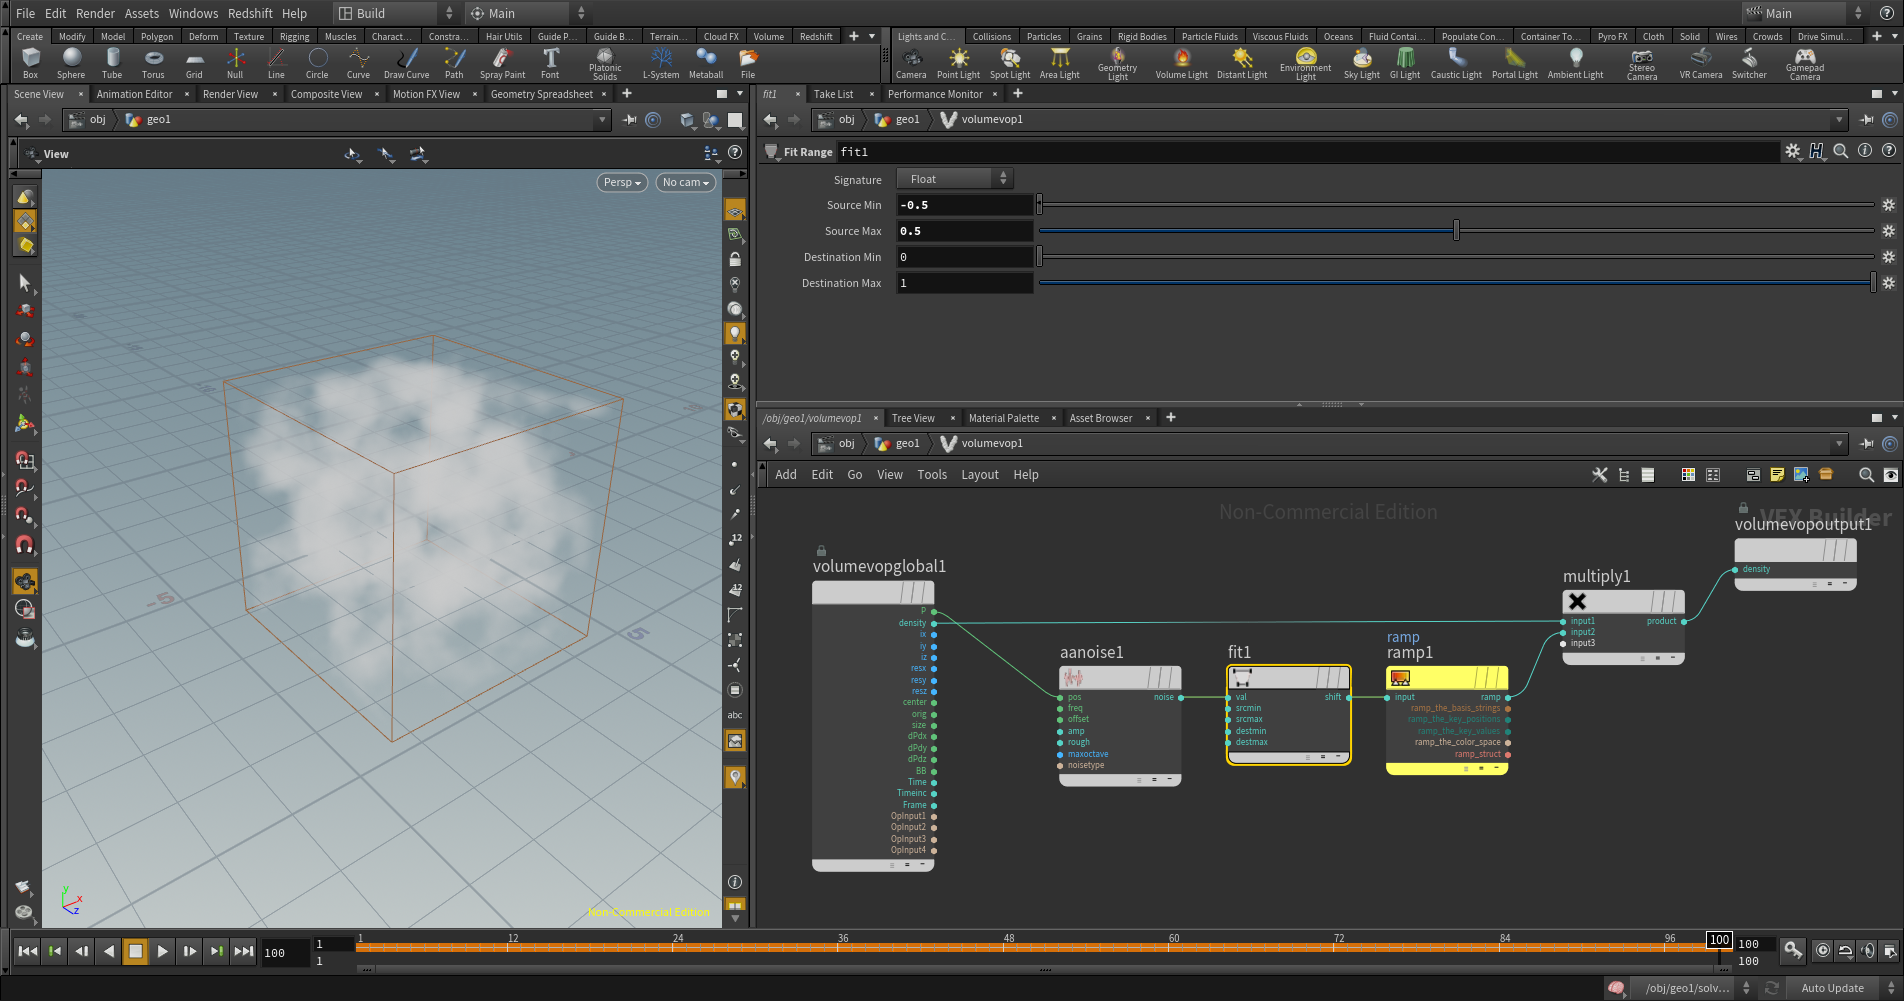 File Edit Render Assets Windows Redshift Help Build Main Main
Create Modify Model Polygon Deform Texture Rigging Muscles Charact... Constra... Hair Utils Guide P... Guide B... Terrain... Cloud FX Volume Redshift
Lights and C... Collisions Particles Grains Rigid Bodies Particle Fluids Viscous Fluids Oceans Fluid Contai... Populate Con... Container To... Pyro FX Cloth Solid Wires Crowds Drive Simul...
Box Sphere Tube Torus Grid Null Line Circle Curve Draw Curve Path Spray Paint Font Platonic Solids L-System Metaball File
Camera Point Light Spot Light Area Light Geometry Light Volume Light Distant Light Environment Light Sky Light GI Light Caustic Light Portal Light Ambient Light Stereo Camera VR Camera Switcher Gamepad Camera
Scene View Animation Editor Render View Composite View Motion FX View Geometry Spreadsheet
fit1 Take List Performance Monitor
obj geo1
obj geo1 volumevop1
View
Persp No cam
Fit Range fit1
Signature Float
Source Min -0.5
Source Max 0.5
Destination Min 0
Destination Max 1
/obj/geo1/volumevop1 Tree View Material Palette Asset Browser
obj geo1 volumevop1
Add Edit Go View Tools Layout Help
Non-Commercial Edition
VEX Builder
volumevopglobal1
P
density
ix
iy
iz
resx
resy
resz
center
orig
size
dPdx
dPdy
dPdz
BB
Time
Timeinc
Frame
OpInput1
OpInput2
OpInput3
OpInput4
aanoise1
pos noise
freq
offset
amp
rough
maxoctave
noisetype
fit1
val shift
srcmin
srcmax
destmin
destmax
ramp
ramp1
input ramp
ramp_the_basis_strings
ramp_the_key_positions
ramp_the_key_values
ramp_the_color_space
ramp_struct
multiply1
input1 product
input2
input3
volumevopoutput1
density
-5
5
12
12
abc
y
x
z
Non-Commercial Edition
100
1
1
1 12 24 36 48 60 72 84 96 100
100
100
/obj/geo1/solv... Auto Update